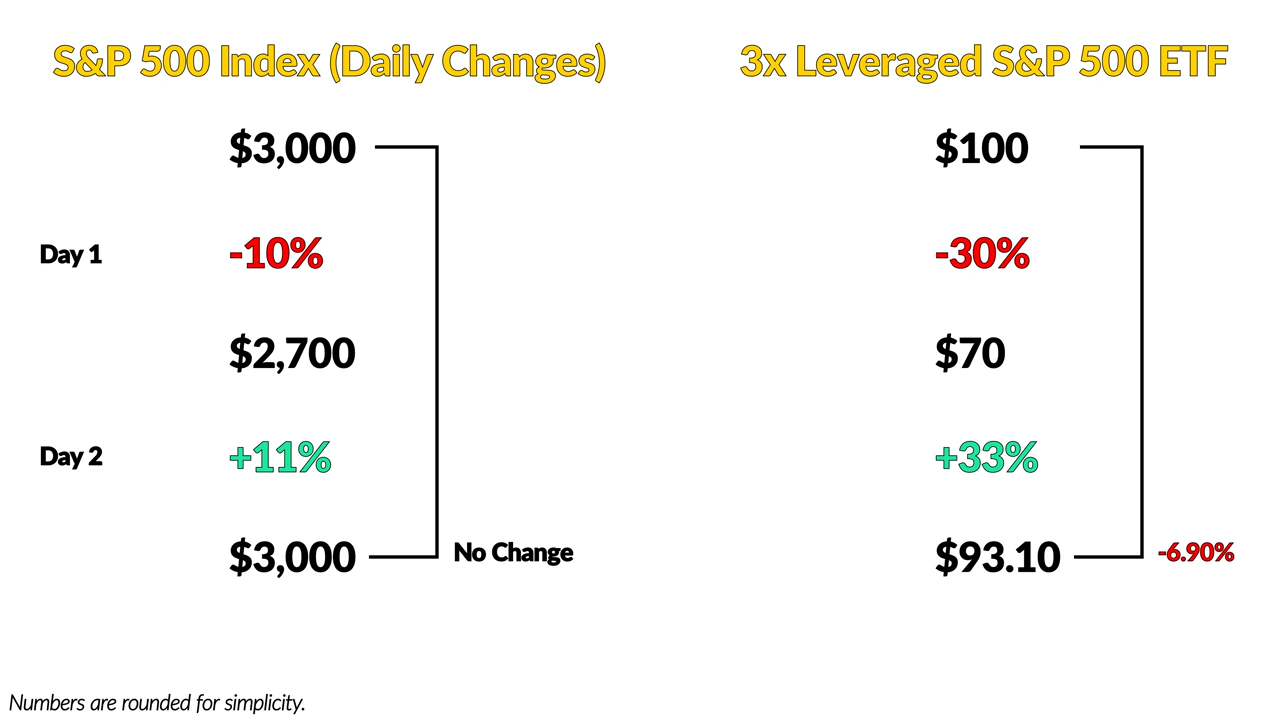 S&P 500 Index (Daily Changes)
3x Leveraged S&P 500 ETF
$3,000
$100
Day 1
-10%
-30%
$2,700
$70
Day 2
+11%
+33%
$3,000
No Change
$93.10
-6.90%
Numbers are rounded for simplicity.